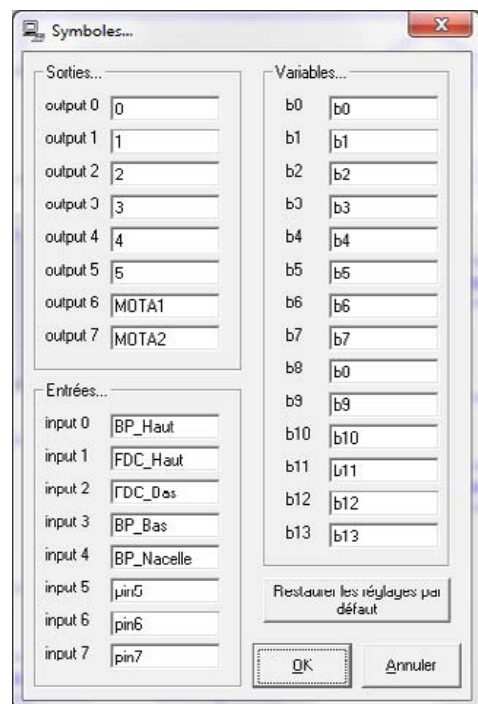 Symboles...
Sorties...
output 0 0
output 1 1
output 2 2
output 3 3
output 4 4
output 5 5
output 6 MOTA1
output 7 MOTA2
Entrées...
input 0 BP_Haut
input 1 FDC_Haut
input 2 FDC_Bas
input 3 BP_Bas
input 4 BP_Nacelle
input 5 pin5
input 6 pin6
input 7 pin7
Variables...
b0 b0
b1 b1
b2 b2
b3 b3
b4 b4
b5 b5
b6 b6
b7 b7
b8 b8
b9 b9
b10 b10
b11 b11
b12 b12
b13 b13
Restaurer les réglages par
défaut
OK Annuler